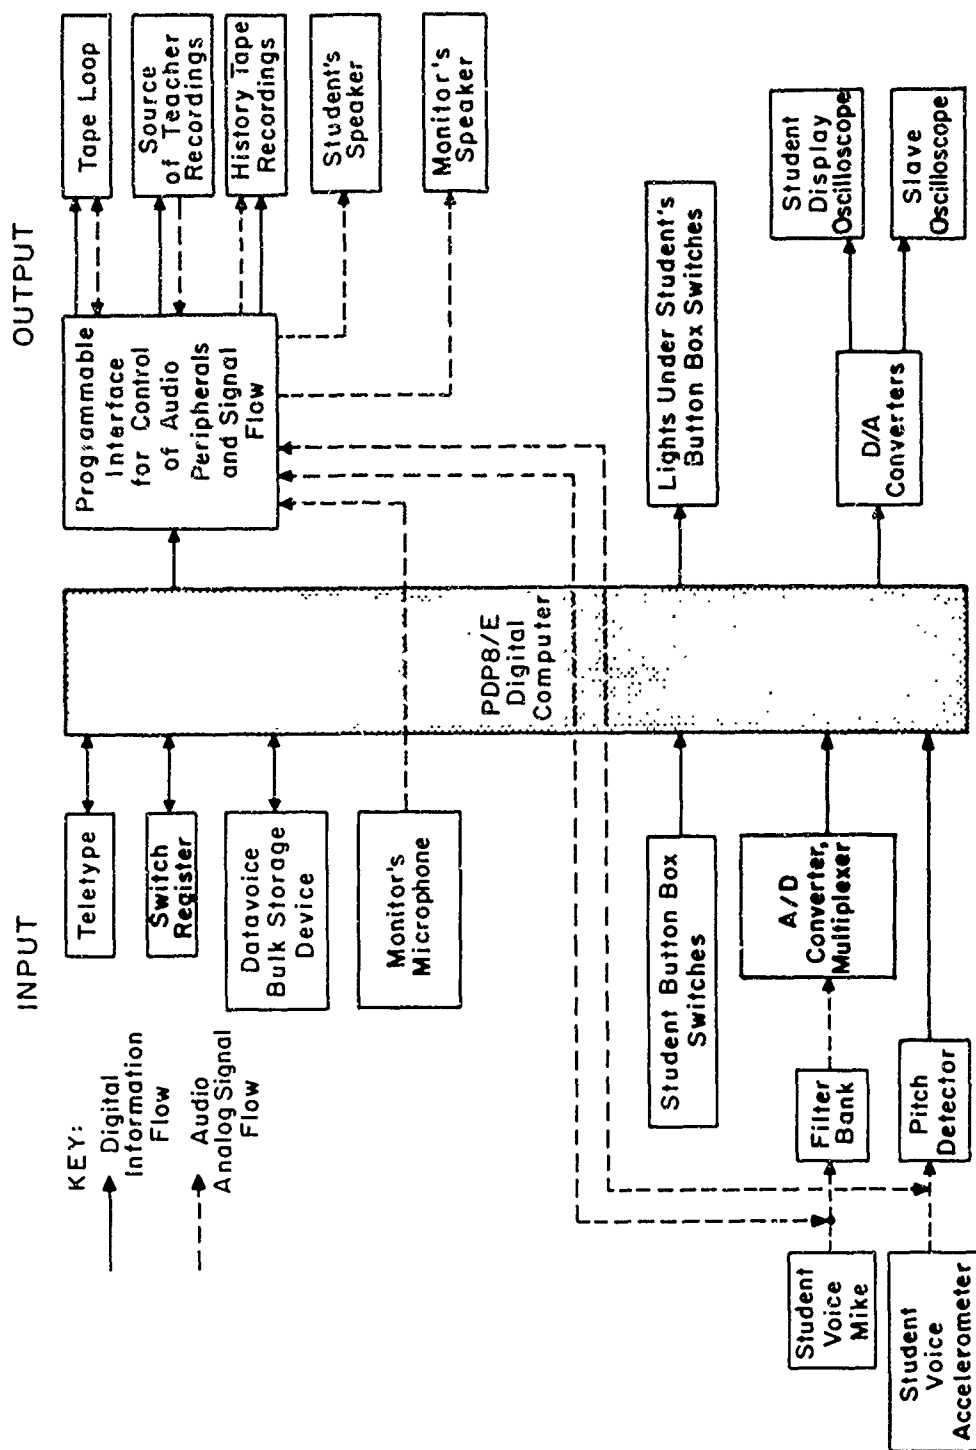 INPUT
OUTPUT
KEY:
Digital
Information
Flow
Audio
Analog Signal
Flow
Teletype
Switch
Register
Datavoice
Bulk Storage
Device
Monitor's
Microphone
Student Button Box
Switches
Student
Voice
Mike
Filter
Bank
A/D
Converter,
Multiplexer
Student
Voice
Accelerometer
Pitch
Detector
PDP8/E
Digital
Computer
Programmable
Interface
for Control
of Audio
Peripherals
and Signal
Flow
Tape Loop
Source
of Teacher
Recordings
History Tape
Recordings
Student's
Speaker
Monitor's
Speaker
Lights Under Student's
Button Box Switches
D/A
Converters
Student
Display
Oscilloscope
Slave
Oscilloscope